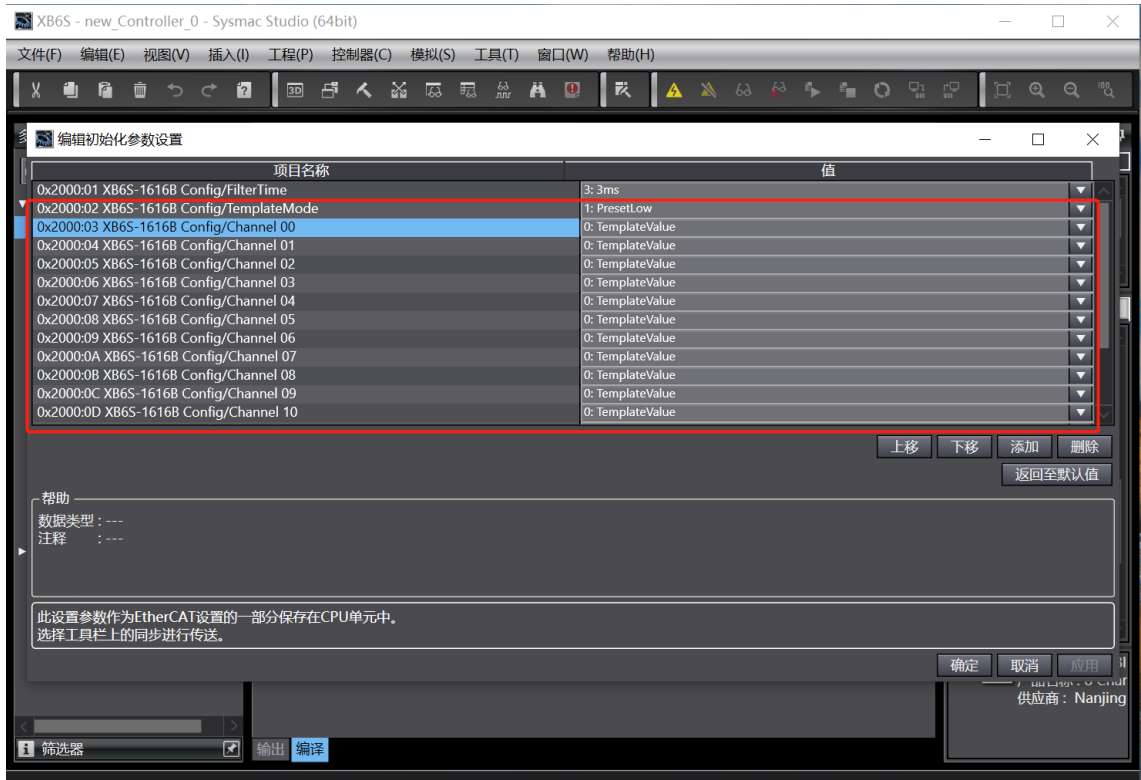 XB6S - new_Controller_0 - Sysmac Studio (64bit)
文件(F) 编辑(E) 视图(V) 插入(I) 工程(P) 控制器(C) 模拟(S) 工具(T) 窗口(W) 帮助(H)
3D
编辑初始化参数设置
项目名称 值
0x2000:01 XB6S-1616B Config/FilterTime 3: 3ms
0x2000:02 XB6S-1616B Config/TemplateMode 1: PresetLow
0x2000:03 XB6S-1616B Config/Channel 00 0: TemplateValue
0x2000:04 XB6S-1616B Config/Channel 01 0: TemplateValue
0x2000:05 XB6S-1616B Config/Channel 02 0: TemplateValue
0x2000:06 XB6S-1616B Config/Channel 03 0: TemplateValue
0x2000:07 XB6S-1616B Config/Channel 04 0: TemplateValue
0x2000:08 XB6S-1616B Config/Channel 05 0: TemplateValue
0x2000:09 XB6S-1616B Config/Channel 06 0: TemplateValue
0x2000:0A XB6S-1616B Config/Channel 07 0: TemplateValue
0x2000:0B XB6S-1616B Config/Channel 08 0: TemplateValue
0x2000:0C XB6S-1616B Config/Channel 09 0: TemplateValue
0x2000:0D XB6S-1616B Config/Channel 10 0: TemplateValue
上移 下移 添加 删除
返回至默认值
帮助
数据类型 : ---
注释 : ---
此设置参数作为EtherCAT设置的一部分保存在CPU单元中。
选择工具栏上的同步进行传送。
确定 取消 应用
供应商 : Nanjing
筛选器 输出 编译